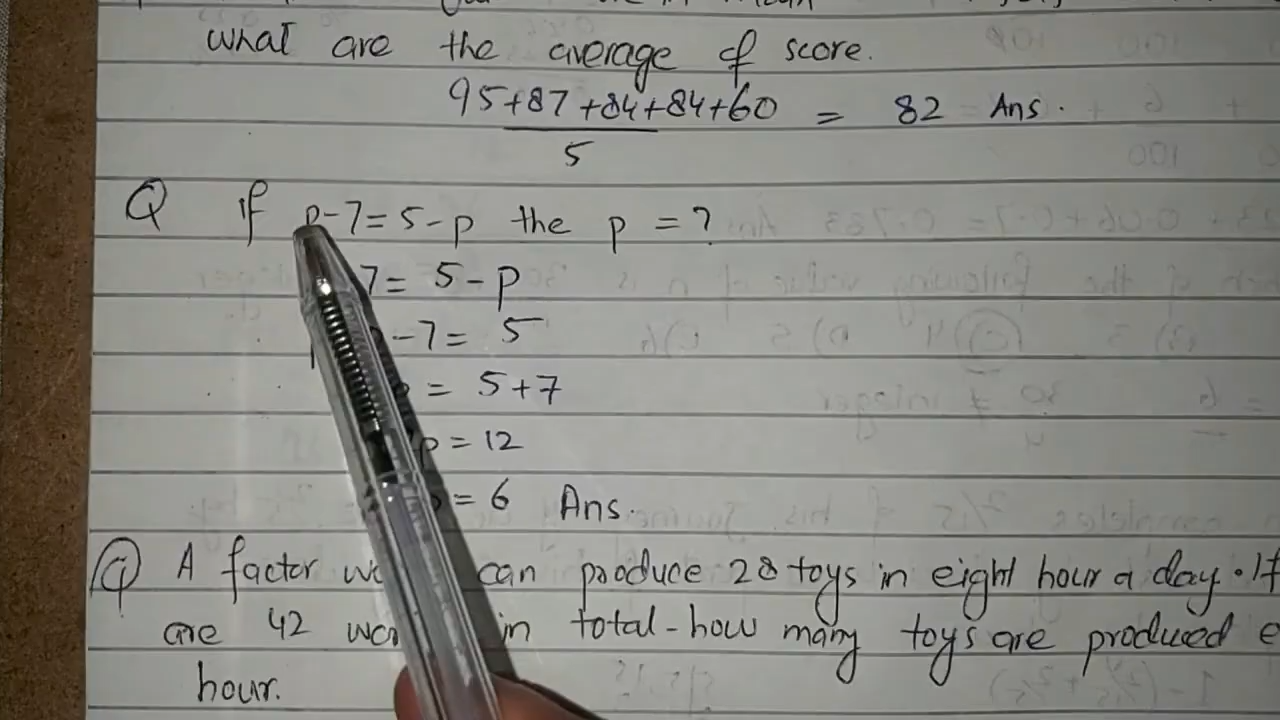 what are the average of score.
95+87+84+84+60 = 82 Ans.
5
Q If p-7=5-p the p = ?
7= 5-p
-7= 5
= 5+7
p=12
=6 Ans.
Q A factor can produce 28 toys in eight hour a day. If
are 42 in total-how many toys are produced
hour.